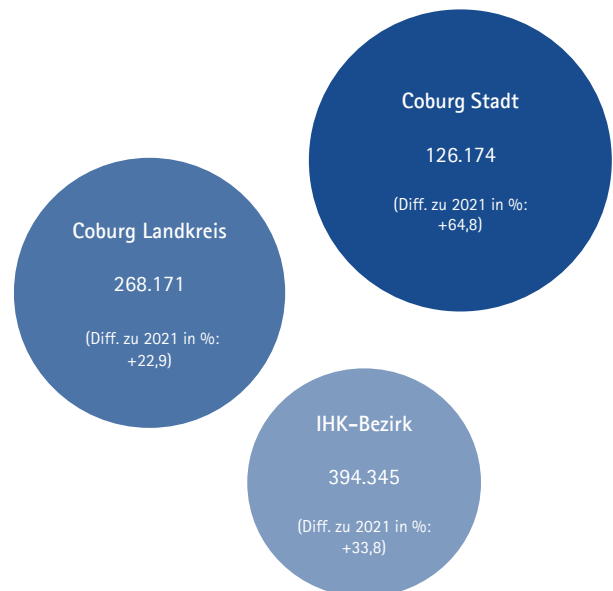 Coburg Stadt
126.174
(Diff. zu 2021 in %:
+64,8)
Coburg Landkreis
268.171
(Diff. zu 2021 in %:
+22,9)
IHK-Bezirk
394.345
(Diff. zu 2021 in %:
+33,8)